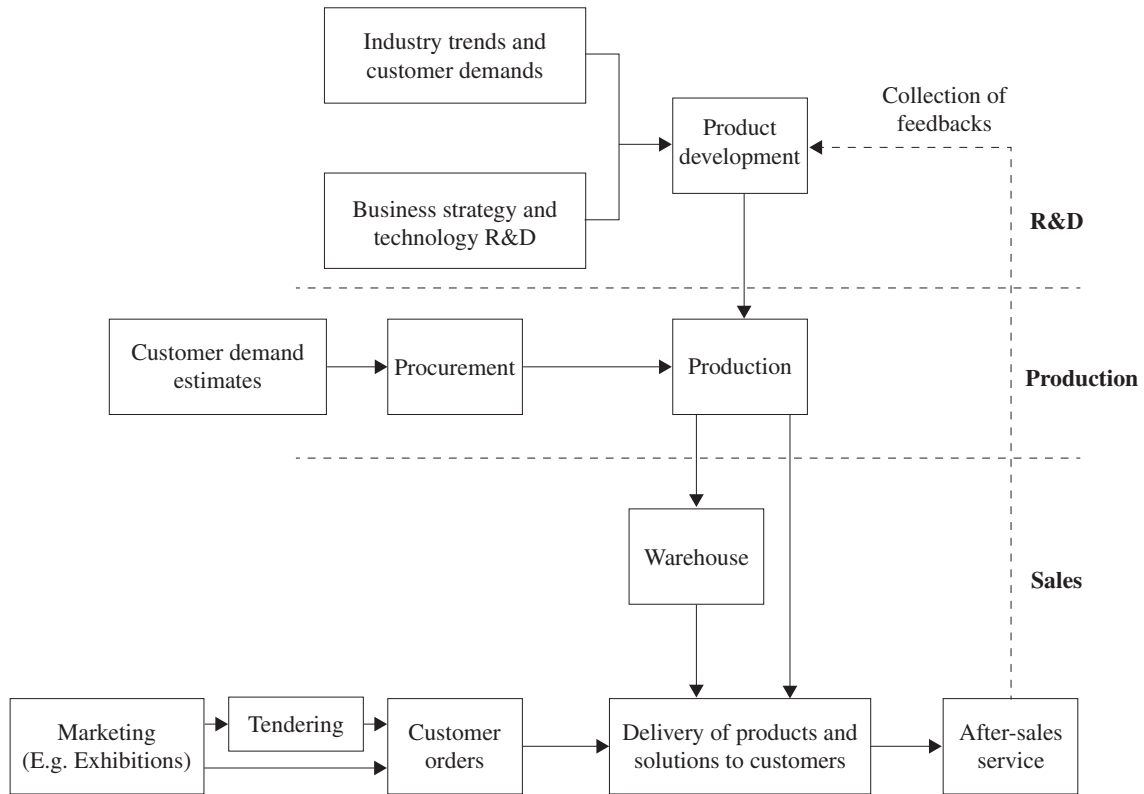 Industry trends and
customer demands
Collection of
feedbacks
Product
development
Business strategy and
technology R&D
R&D
Customer demand
estimates
Procurement
Production
Production
Warehouse
Sales
Marketing
(E.g. Exhibitions)
Tendering
Customer
orders
Delivery of products and
solutions to customers
After-sales
service